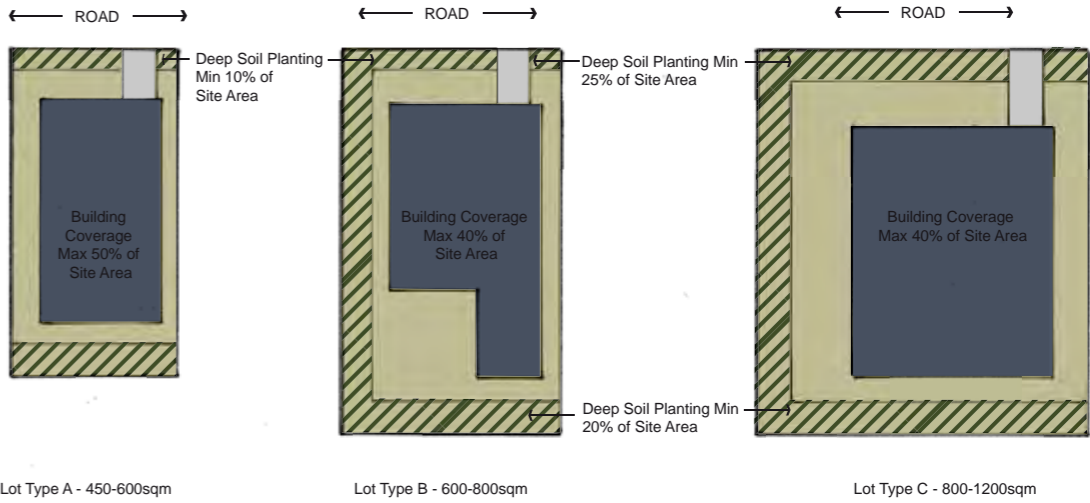 ROAD
ROAD
ROAD
Deep Soil Planting
Min 10% of
Site Area
Deep Soil Planting Min
25% of Site Area
Building
Coverage
Max 50% of
Site Area
Building Coverage
Max 40% of
Site Area
Building Coverage
Max 40% of Site Area
Deep Soil Planting Min
20% of Site Area
Lot Type A - 450-600sqm
Lot Type B - 600-800sqm
Lot Type C - 800-1200sqm